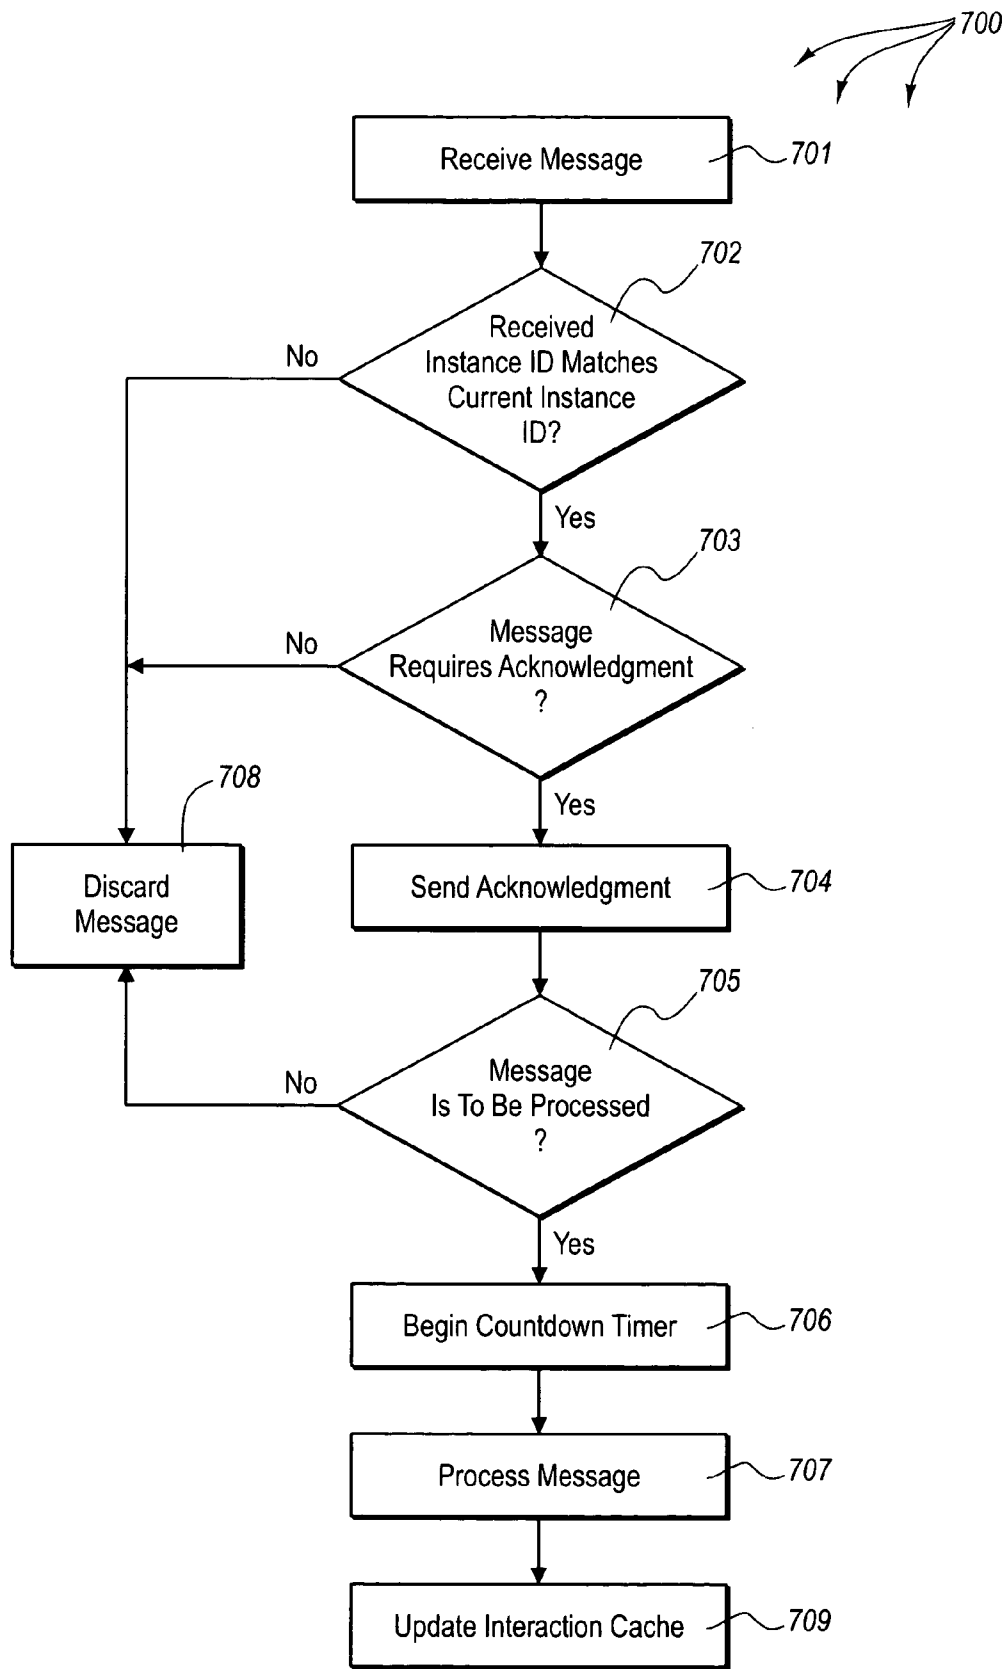 700
Receive Message
701
702
Received
Instance ID Matches
Current Instance
ID?
No
Yes
703
Message
Requires Acknowledgment
?
No
Yes
708
Discard
Message
Send Acknowledgment
704
705
Message
Is To Be Processed
?
No
Yes
Begin Countdown Timer
706
Process Message
707
Update Interaction Cache
709